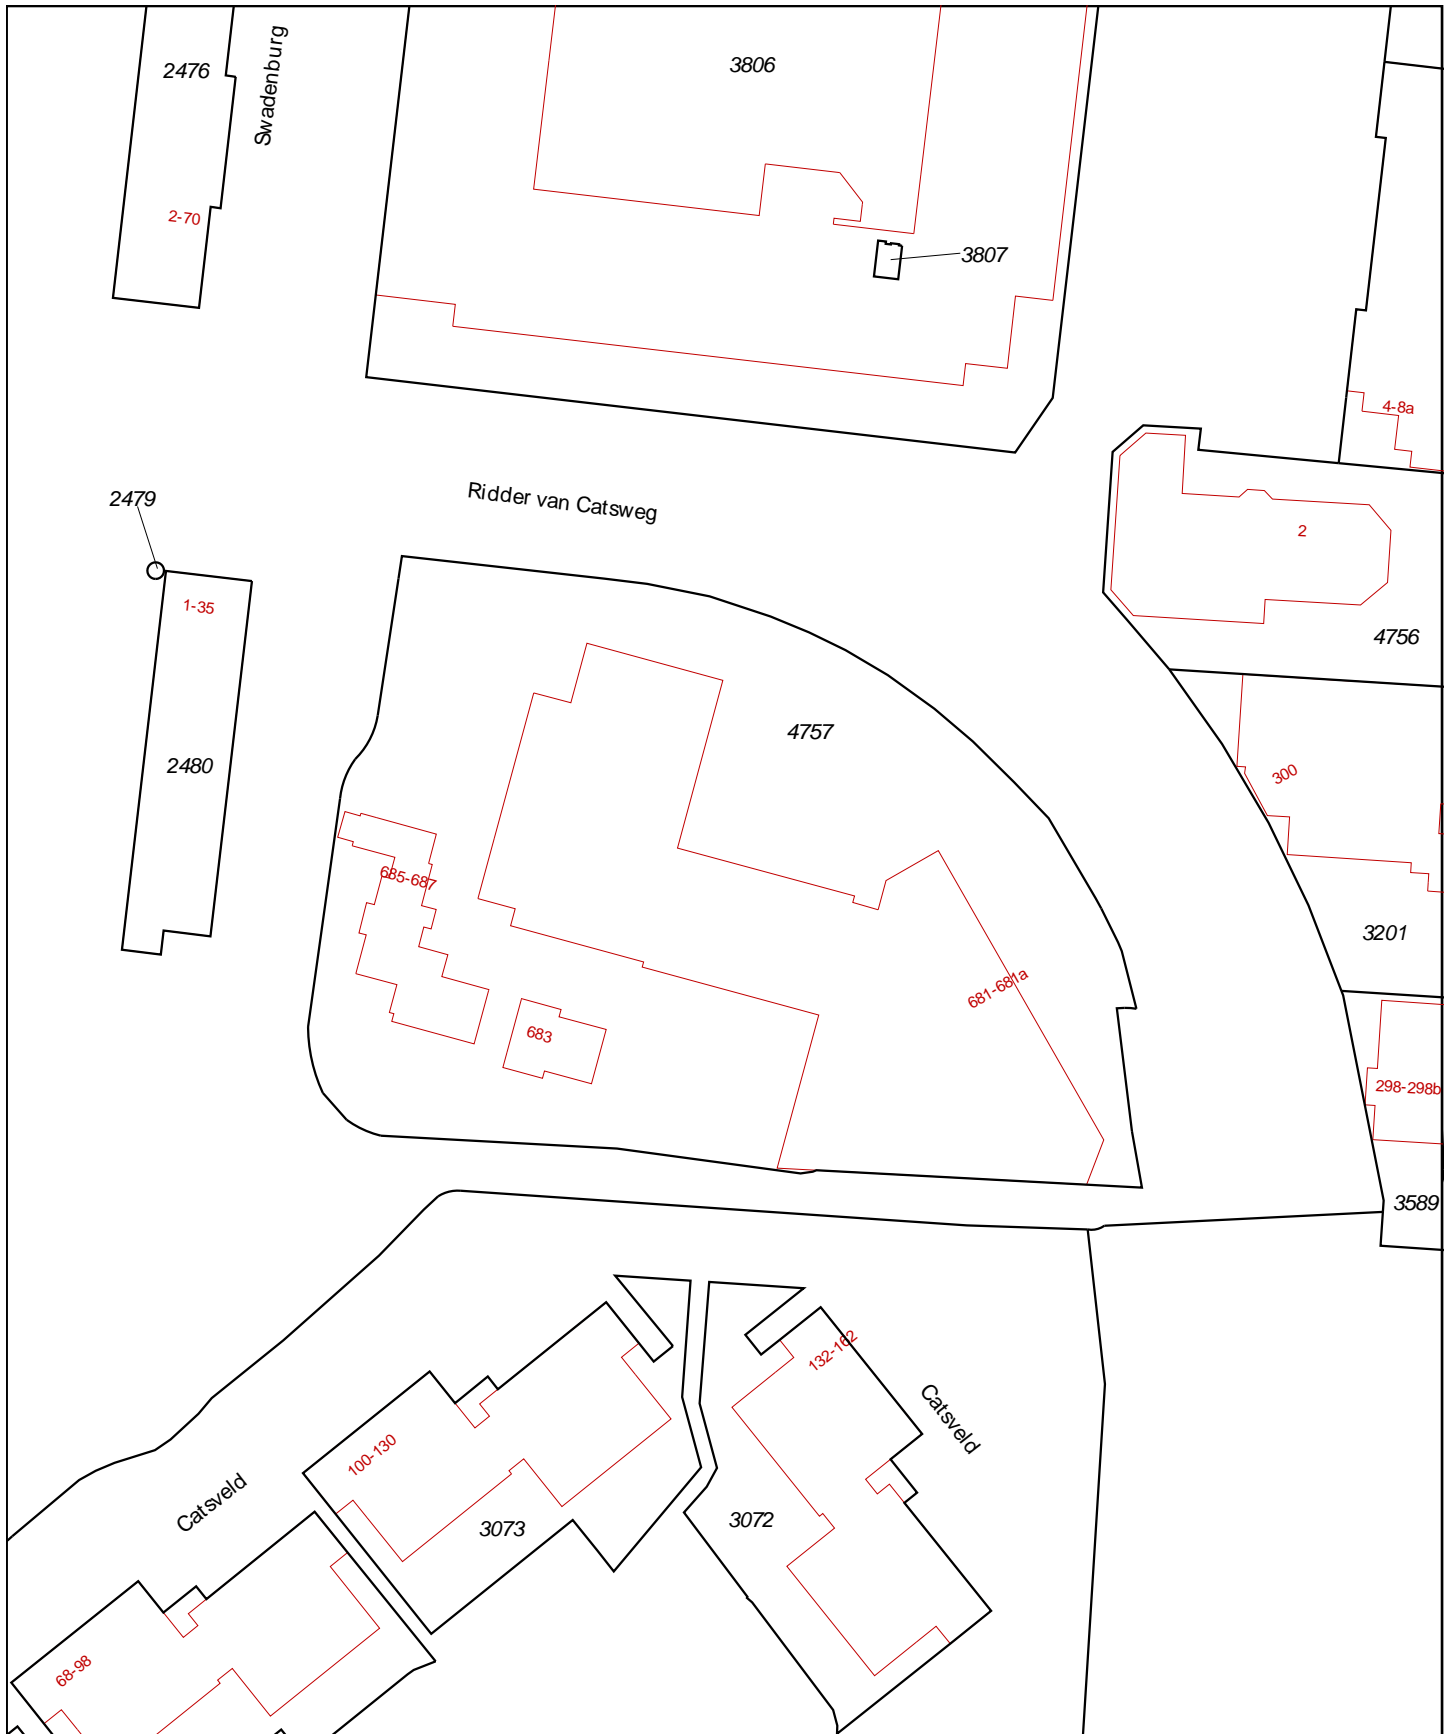 2476
Swadenburg
3806
2-70
3807
4-8a
Ridder van Catsweg
2479
2
1-35
4756
4757
2480
300
685-687
3201
681-681a
683
298-298b
3589
132-162
Catsveld
100-130
Catsveld
3073
3072
68-98